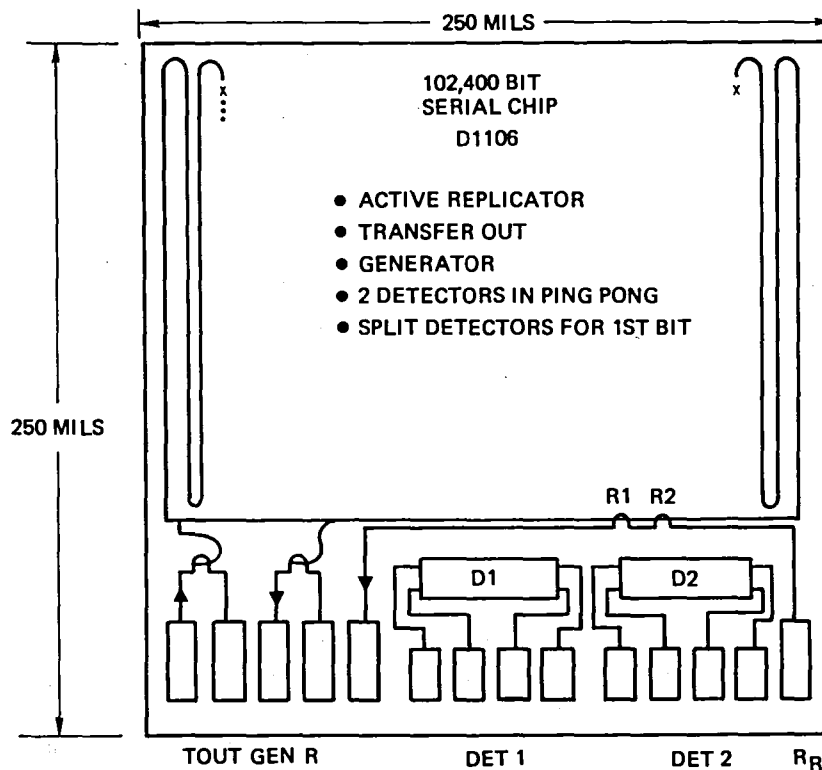 250 MILS
102,400 BIT
SERIAL CHIP
D1106
● ACTIVE REPLICATOR
● TRANSFER OUT
● GENERATOR
● 2 DETECTORS IN PING PONG
● SPLIT DETECTORS FOR 1ST BIT
250 MILS
R1 R2
D1 D2
TOUT GEN R DET 1 DET 2 RR